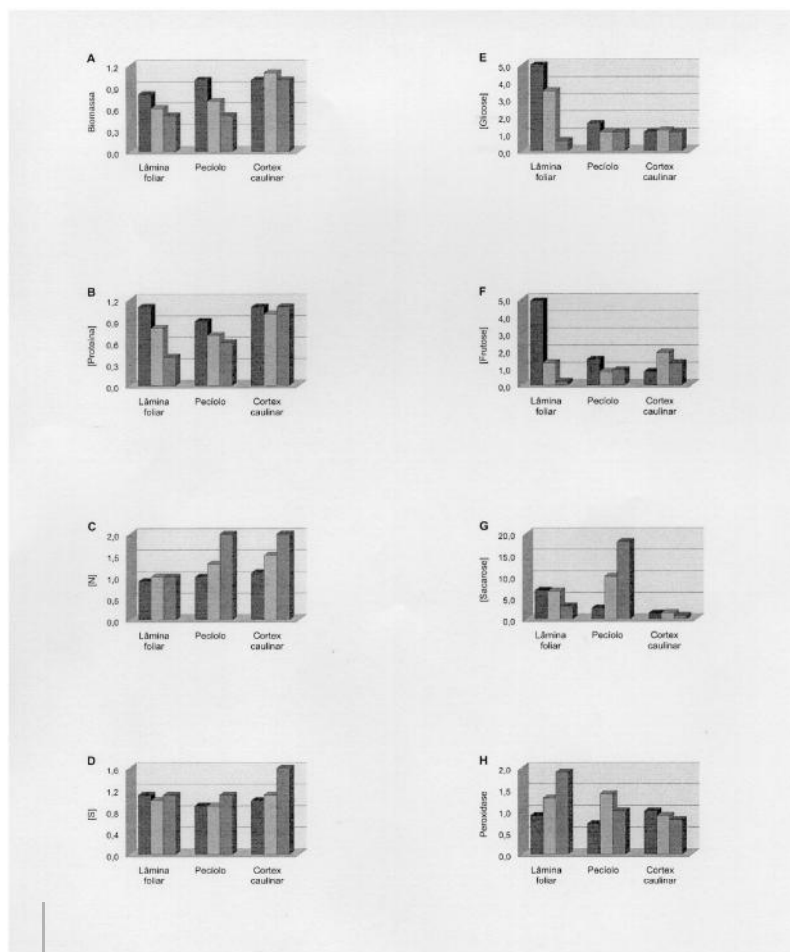 A
1,2
0,9
0,6
0,3
0,0
Biomassa
Lâmina foliar
Pecíolo
Cortex caulinar
E
5,0
4,0
3,0
2,0
1,0
0,0
[Glicose]
Lâmina foliar
Pecíolo
Cortex caulinar
B
1,2
0,9
0,6
0,3
0,0
[Proteína]
Lâmina foliar
Pecíolo
Cortex caulinar
F
5,0
4,0
3,0
2,0
1,0
0,0
[Frutose]
Lâmina foliar
Pecíolo
Cortex caulinar
C
2,0
1,5
1,0
0,5
0,0
[N]
Lâmina foliar
Pecíolo
Cortex caulinar
G
20,0
15,0
10,0
5,0
0,0
[Sacarose]
Lâmina foliar
Pecíolo
Cortex caulinar
D
1,6
1,2
0,8
0,4
0,0
[S]
Lâmina foliar
Pecíolo
Cortex caulinar
H
2,0
1,5
1,0
0,5
0,0
Peroxidase
Lâmina foliar
Pecíolo
Cortex caulinar